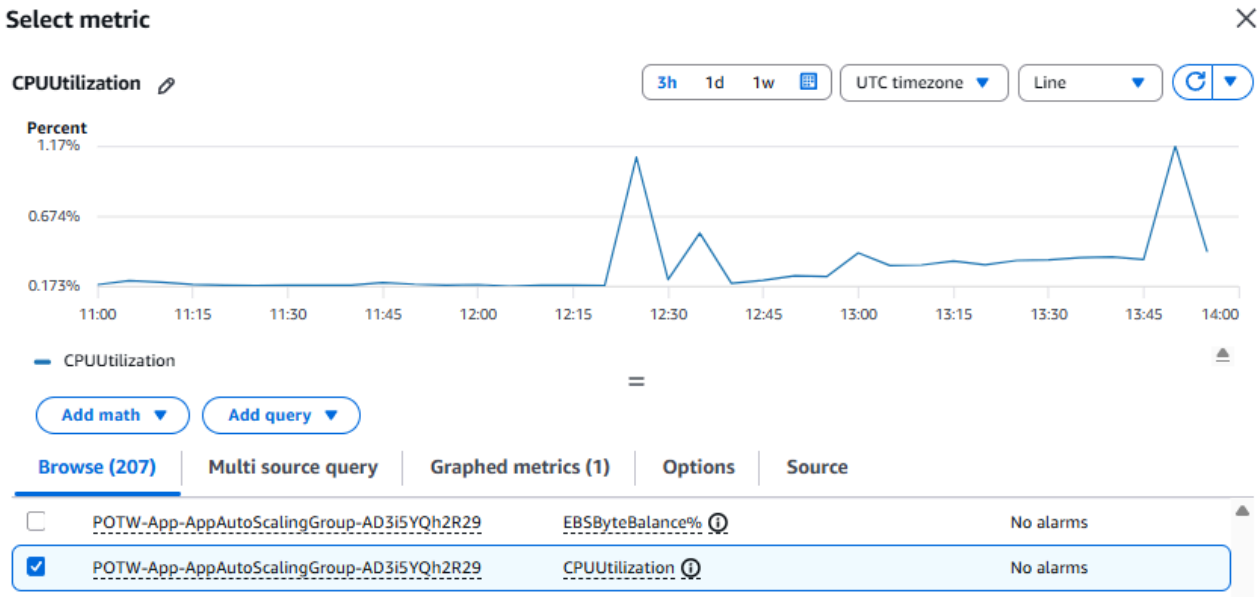 Select metric
CPUUtilization
3h 1d 1w
UTC timezone
Line
Percent
1.17%
0.674%
0.173%
11:00 11:15 11:30 11:45 12:00 12:15 12:30 12:45 13:00 13:15 13:30 13:45 14:00
CPUUtilization
Add math
Add query
Browse (207) Multi source query Graphed metrics (1) Options Source
POTW-App-AppAutoScalingGroup-AD3i5YQh2R29 EBSByteBalance% No alarms
POTW-App-AppAutoScalingGroup-AD3i5YQh2R29 CPUUtilization No alarms